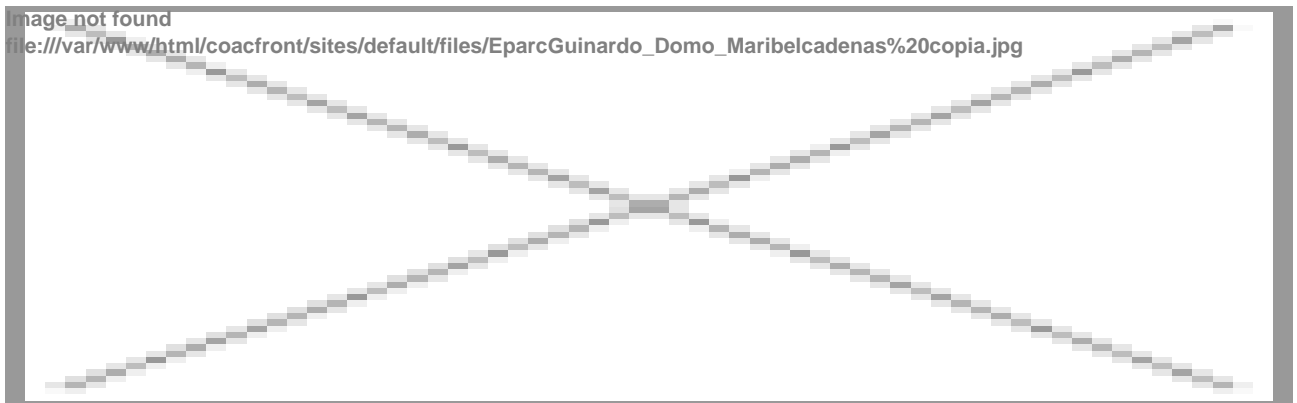 Image not found
file:///var/www/html/coacfront/sites/default/files/EparcGuinardo_Domo_Maribelcadenas%20copia.jpg